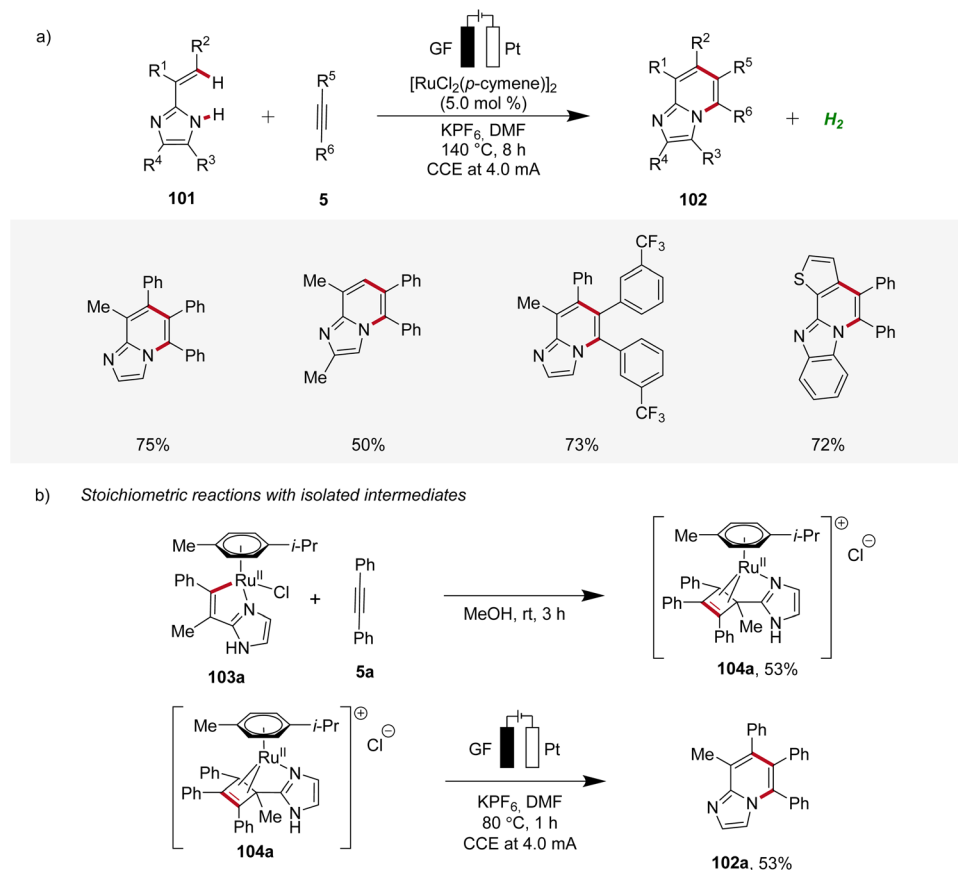 a)
R² R¹ H N N H R⁴ R³
101
+
R⁵
R⁶
5
GF Pt
[RuCl₂(p-cymene)]₂
(5.0 mol %)
KPF₆, DMF
140 °C, 8 h
CCE at 4.0 mA
R² R¹ R⁵ R⁶ N N R⁴ R³
102
+ H₂
Ph Me Ph Ph N N
75%
Me Ph Ph N N Me
50%
CF₃ Ph Me N N CF₃
73%
S Ph Ph N N
72%
b) Stoichiometric reactions with isolated intermediates
Me i-Pr
Ph Ruᴵᴵ Cl
N
Me
HN
103a
+
Ph
Ph
5a
MeOH, rt, 3 h
Me i-Pr ⊕
Ruᴵᴵ Cl⊖
Ph N
Ph
Ph Me N
H
104a, 53%
Me i-Pr ⊕
Ruᴵᴵ Cl⊖
Ph N
Ph
Ph Me N
H
104a
GF Pt
KPF₆, DMF
80 °C, 1 h
CCE at 4.0 mA
Ph
Me Ph
N N Ph
102a, 53%